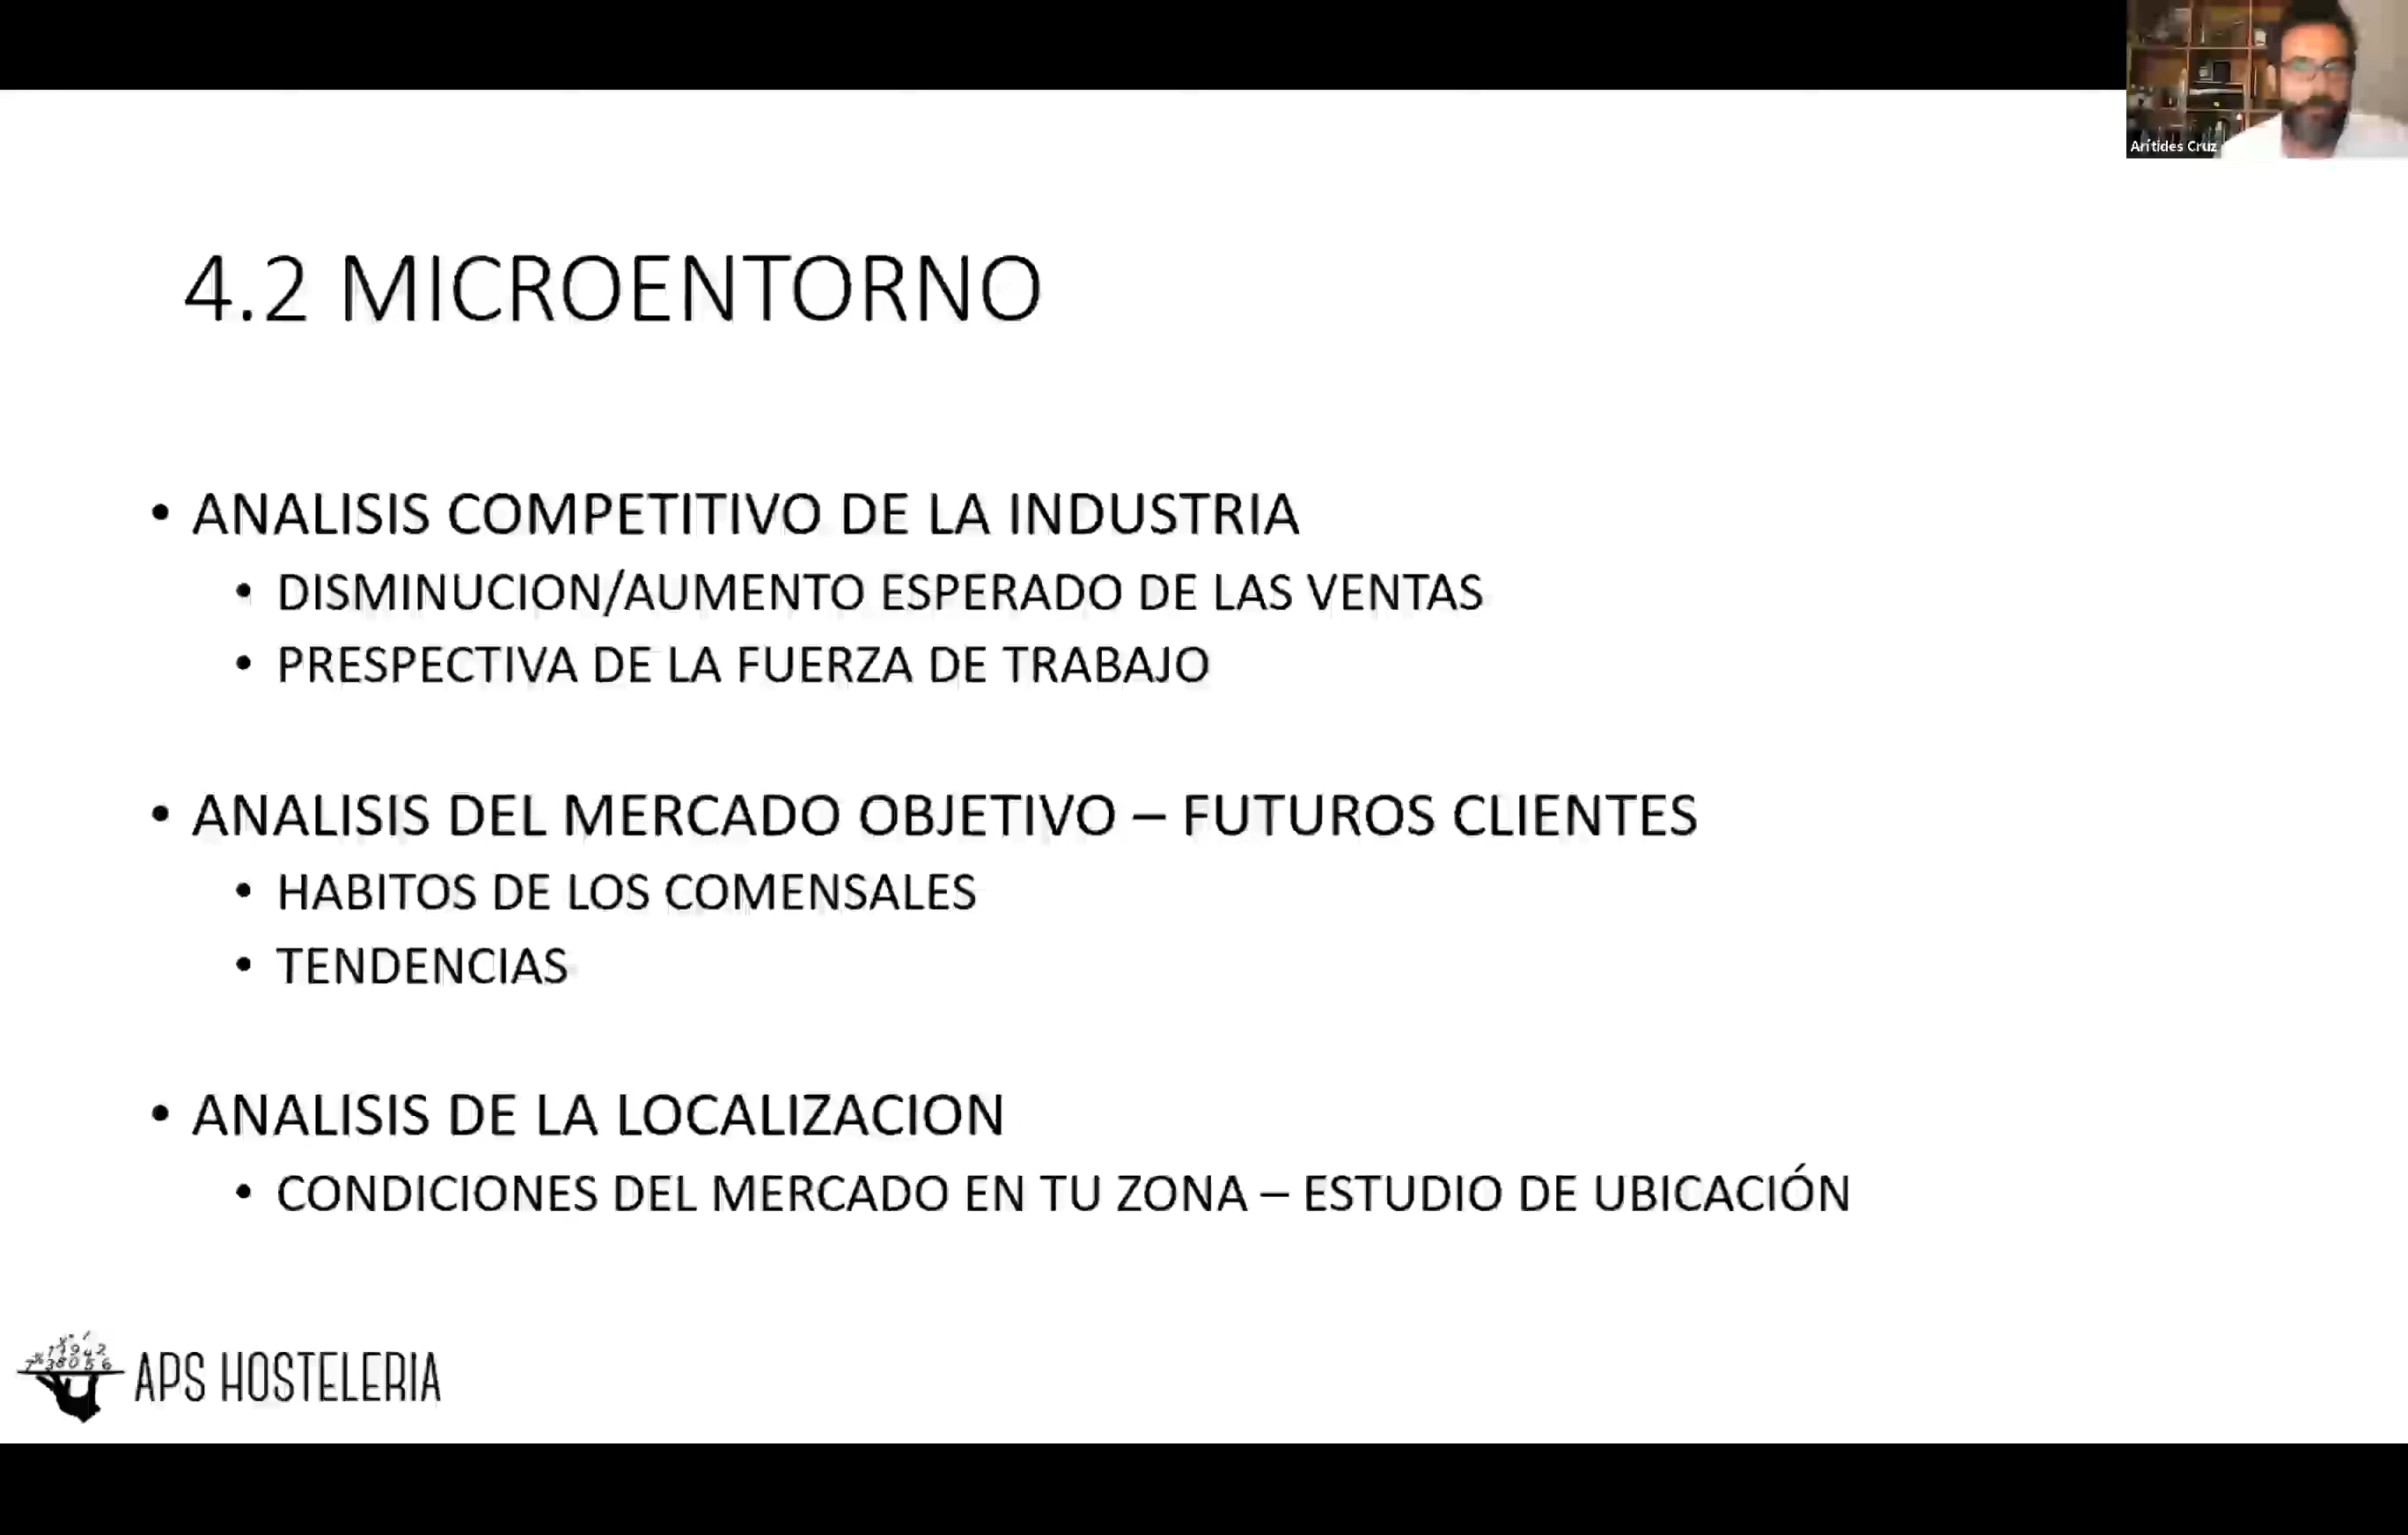 Arítides Cruz
4.2 MICROENTORNO
• ANALISIS COMPETITIVO DE LA INDUSTRIA
• DISMINUCION/AUMENTO ESPERADO DE LAS VENTAS
• PRESPECTIVA DE LA FUERZA DE TRABAJO
• ANALISIS DEL MERCADO OBJETIVO – FUTUROS CLIENTES
• HABITOS DE LOS COMENSALES
• TENDENCIAS
• ANALISIS DE LA LOCALIZACION
• CONDICIONES DEL MERCADO EN TU ZONA – ESTUDIO DE UBICACIÓN
APS HOSTELERIA